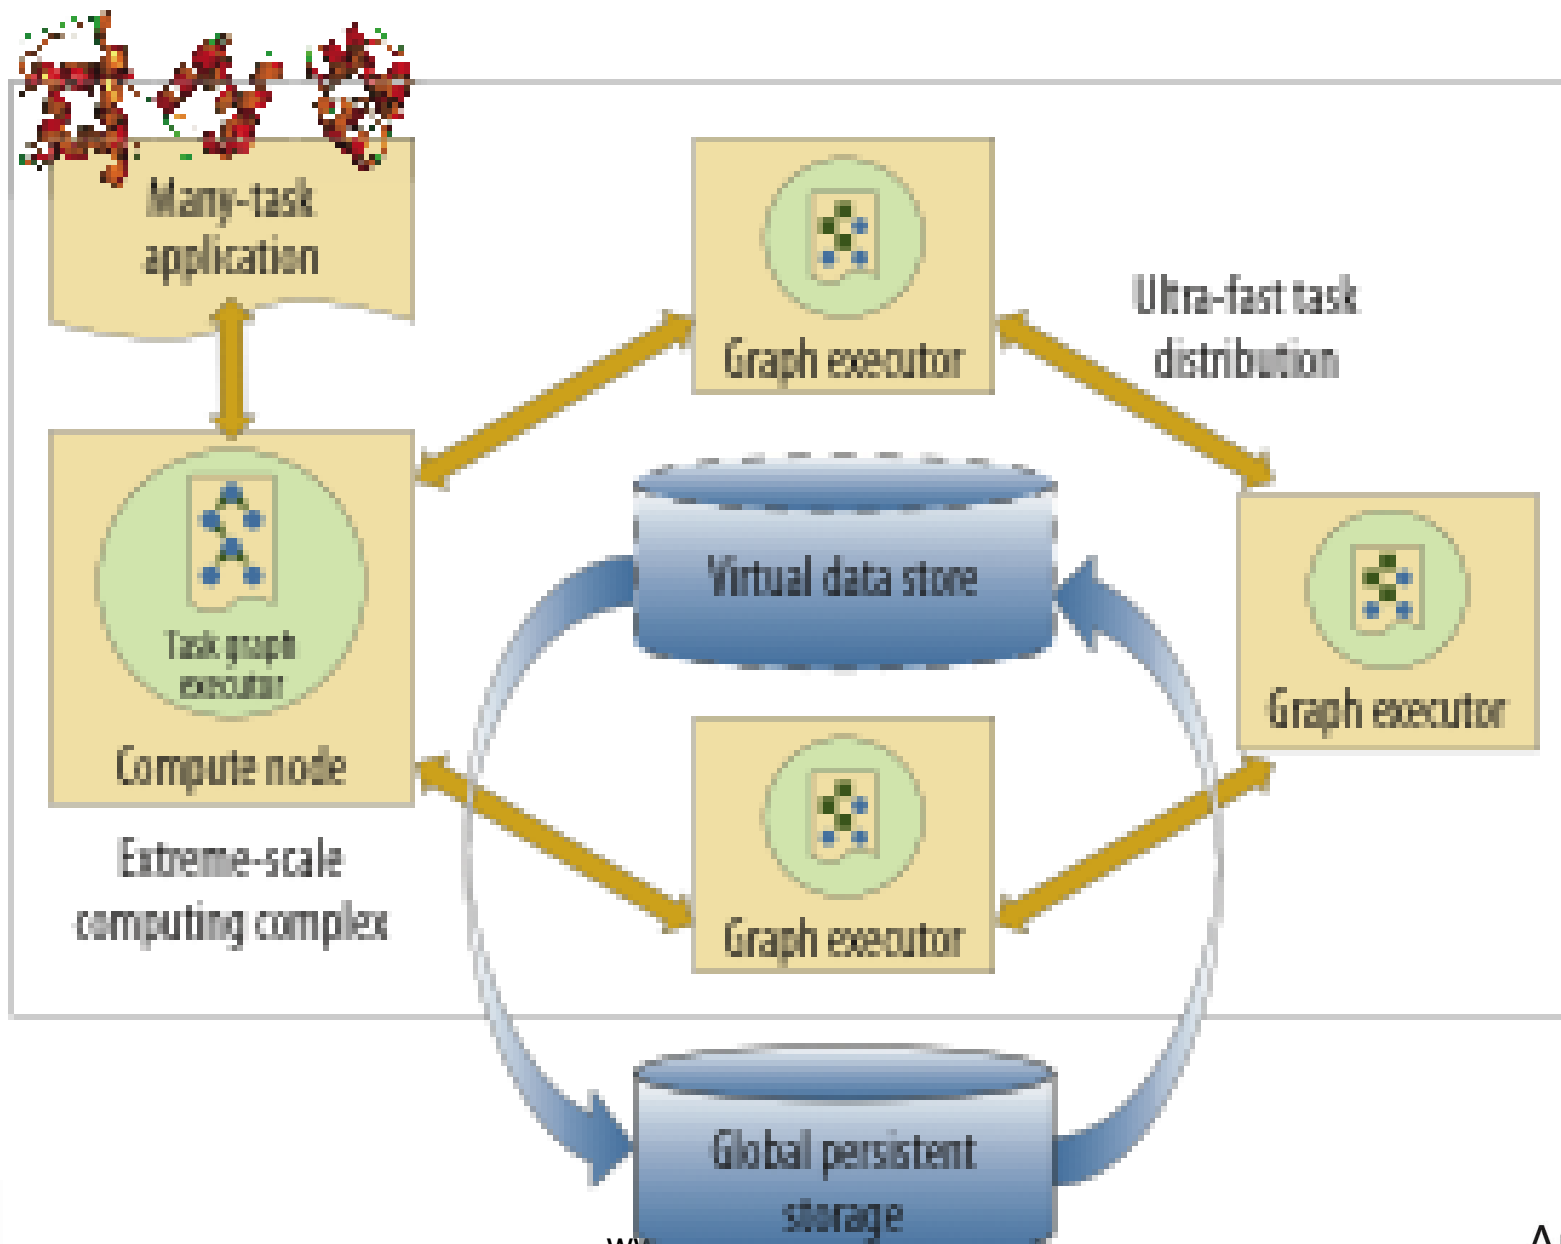 Many-task
application
Graph executor
Ultra-fast task
distribution
Task graph
executor
Compute node
Virtual data store
Graph executor
Extreme-scale
computing complex
Graph executor
Global persistent
storage